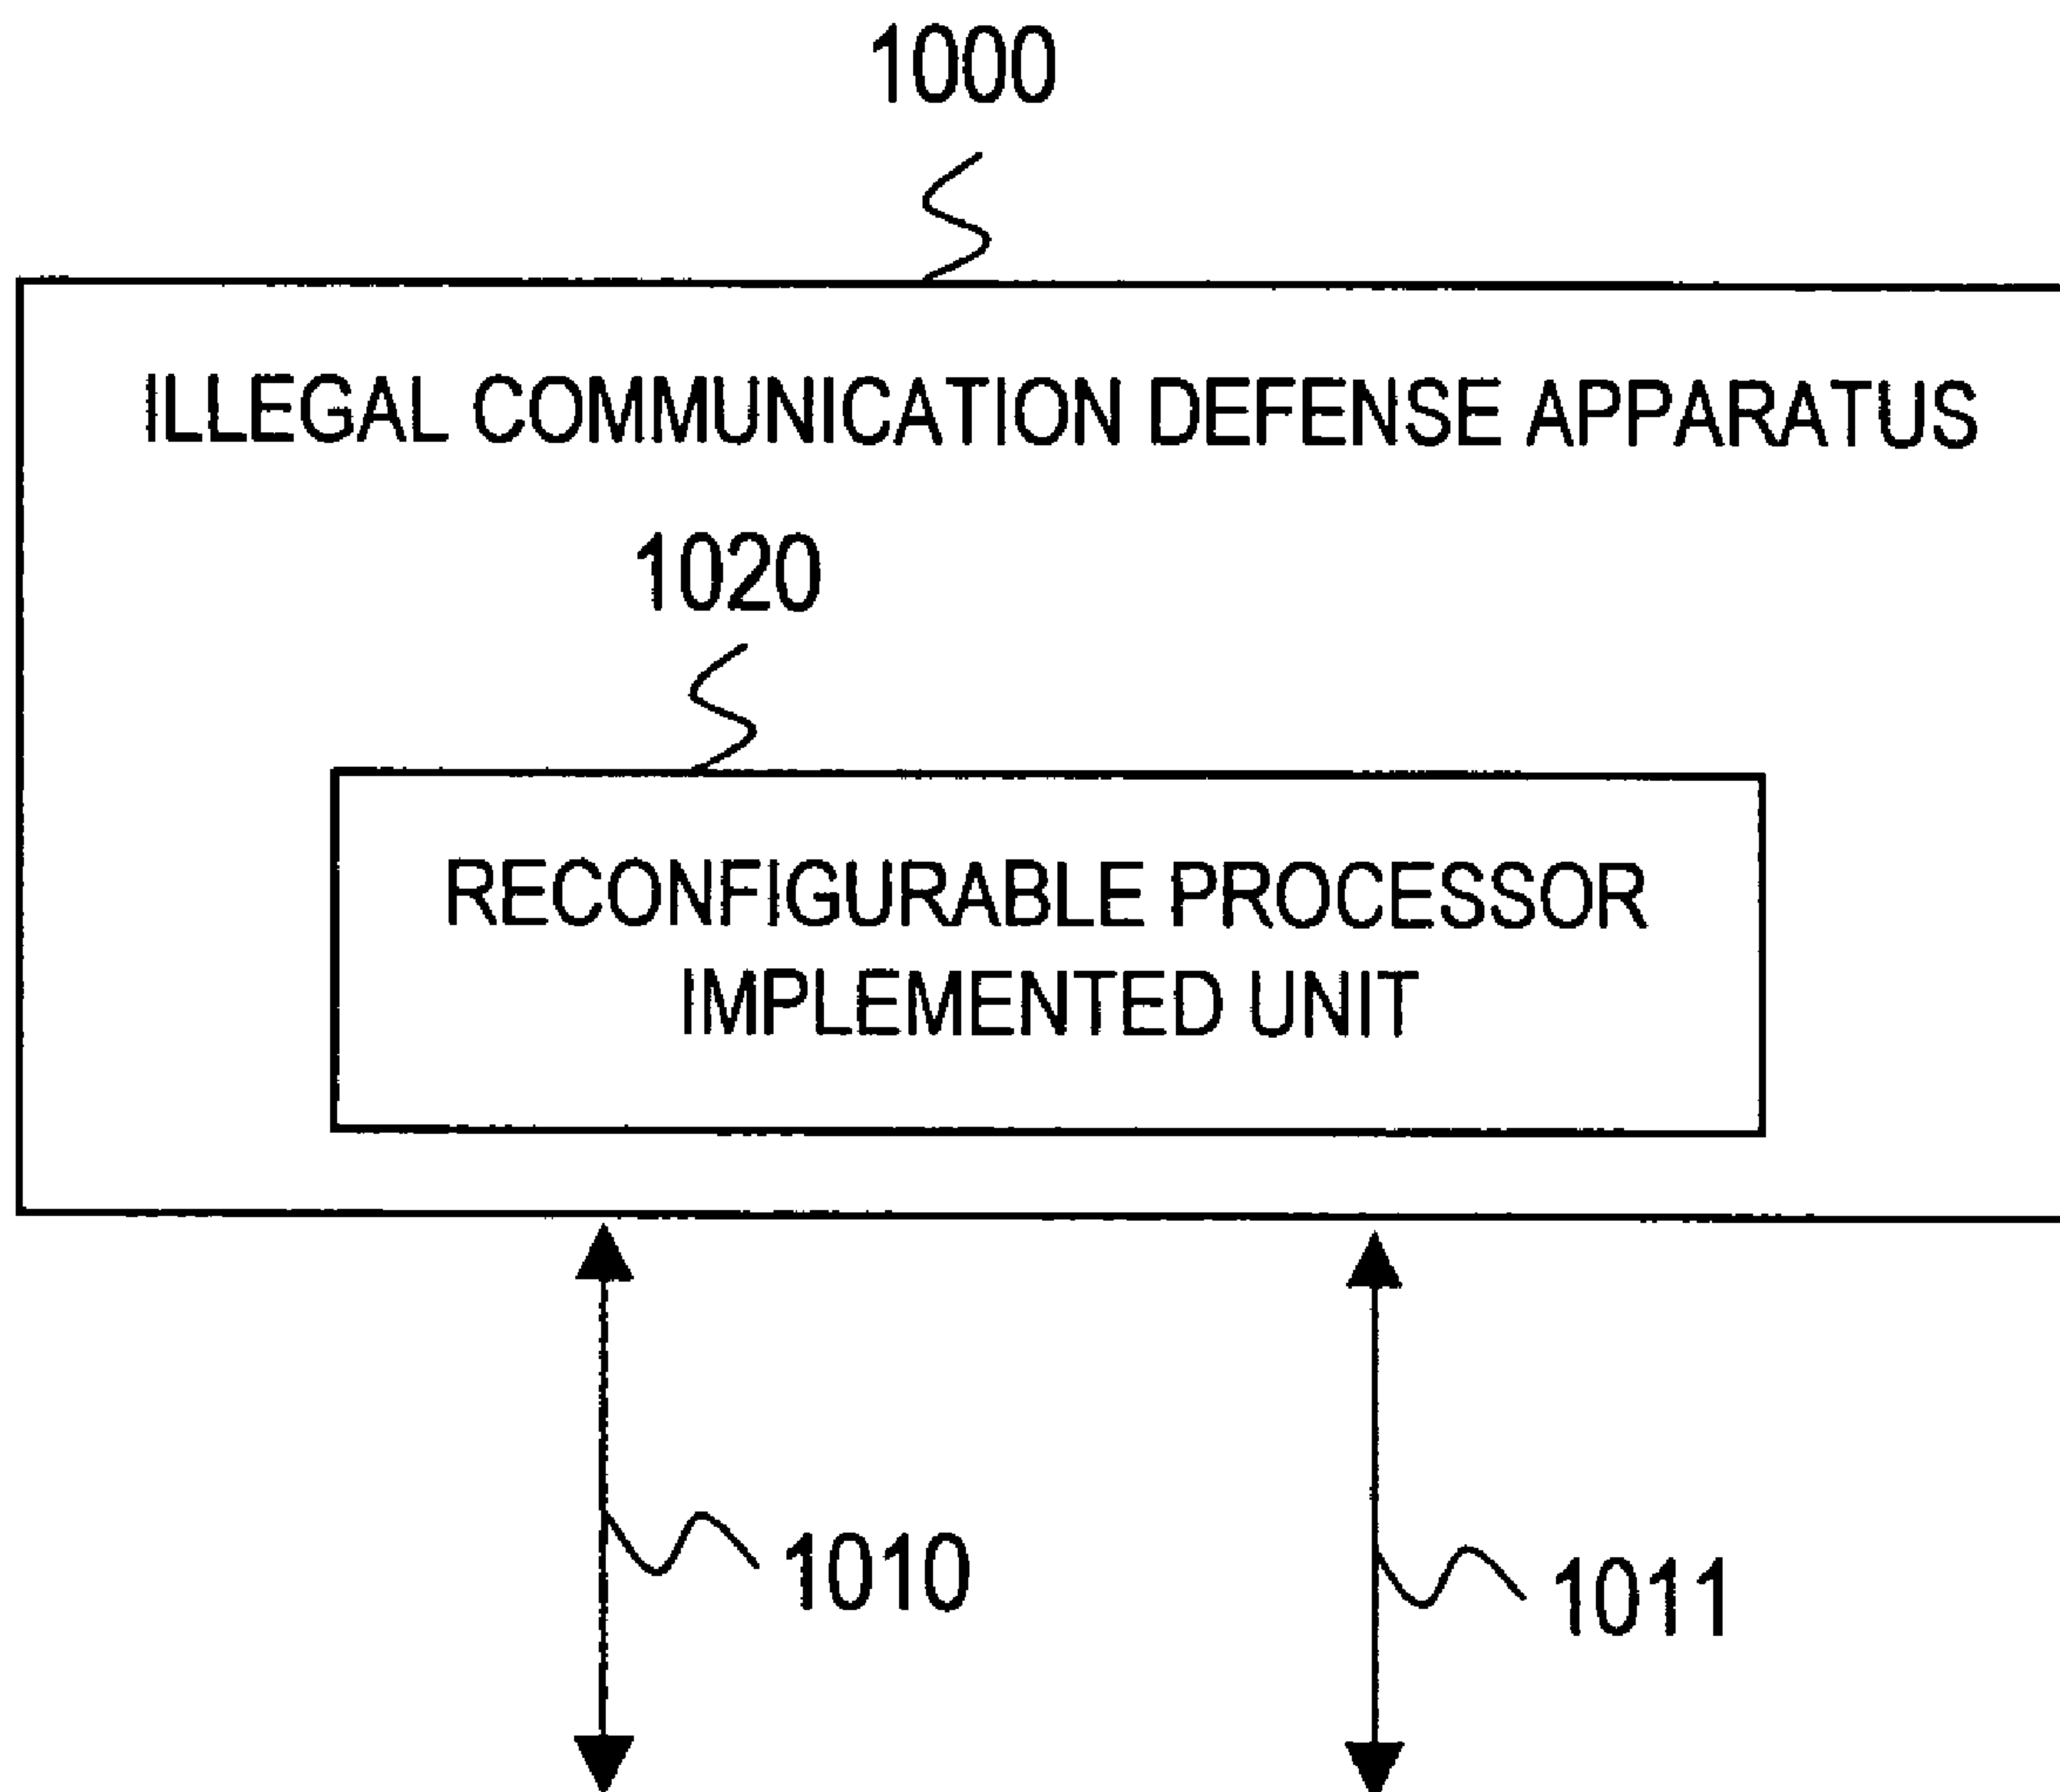 1000
ILLEGAL COMMUNICATION DEFENSE APPARATUS
1020
RECONFIGURABLE PROCESSOR
IMPLEMENTED UNIT
1010
1011